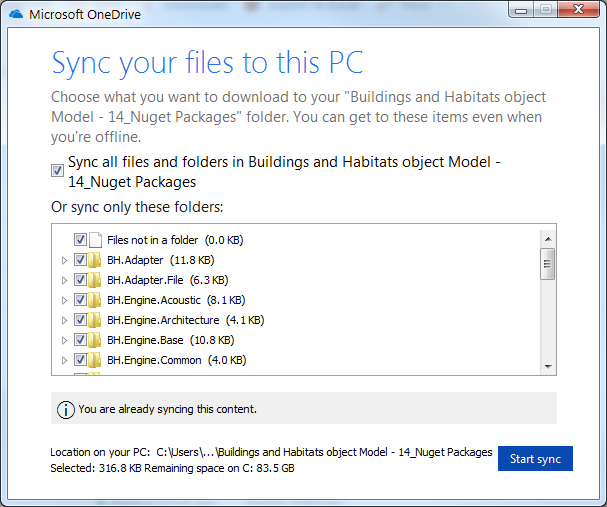 Microsoft OneDrive
Sync your files to this PC
Choose what you want to download to your "Buildings and Habitats object
Model - 14_Nuget Packages" folder. You can get to these items even when
you're offline.
Sync all files and folders in Buildings and Habitats object Model -
14_Nuget Packages
Or sync only these folders:
Files not in a folder (0.0 KB)
BH.Adapter (11.8 KB)
BH.Adapter.File (6.3 KB)
BH.Engine.Acoustic (8.1 KB)
BH.Engine.Architecture (4.1 KB)
BH.Engine.Base (10.8 KB)
BH.Engine.Common (4.0 KB)
You are already syncing this content.
Location on your PC: C:\Users\...\Buildings and Habitats object Model - 14_Nuget Packages
Selected: 316.8 KB Remaining space on C: 83.5 GB
Start sync